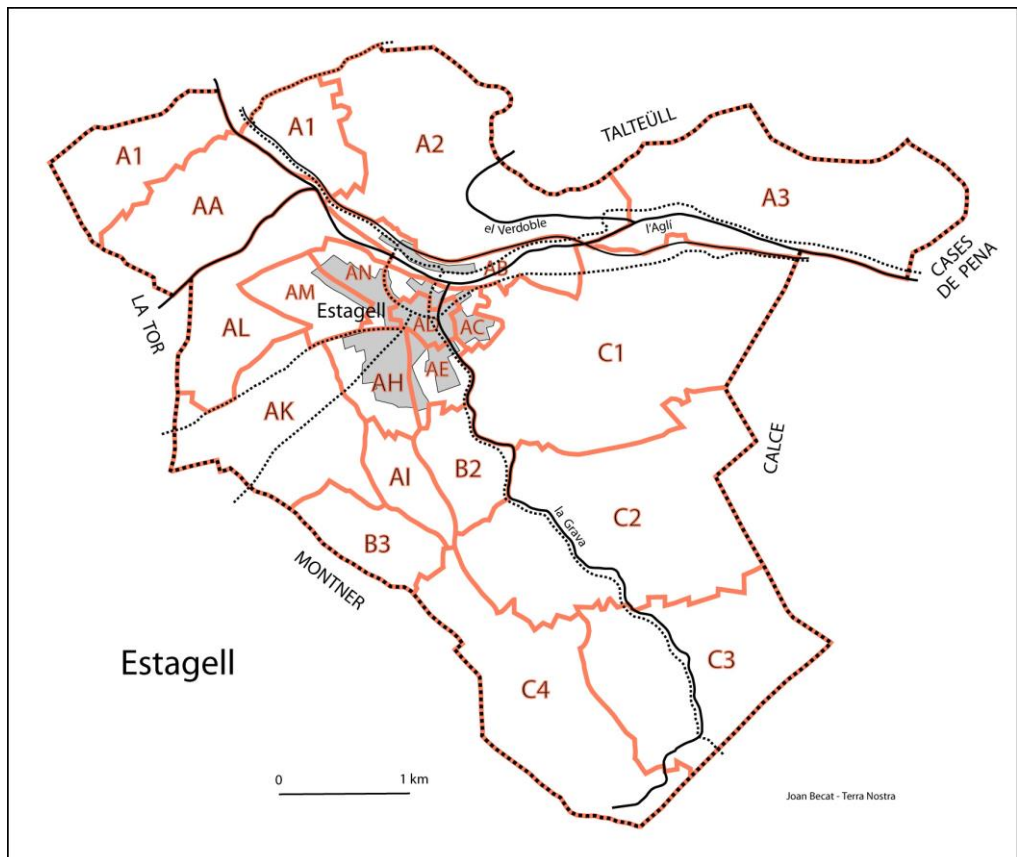 TALTEÜLL
A1
A1
A2
A3
AA
el Verdoble
l'Aglí
CASES
DE PENA
LA TOR
AN
AB
AM
Estagell
AL
AD
AC
C1
AE
AH
AK
CALCE
AI
B2
la Grava
C2
B3
MONTNER
Estagell
C3
C4
0 1 km
Joan Becat - Terra Nostra